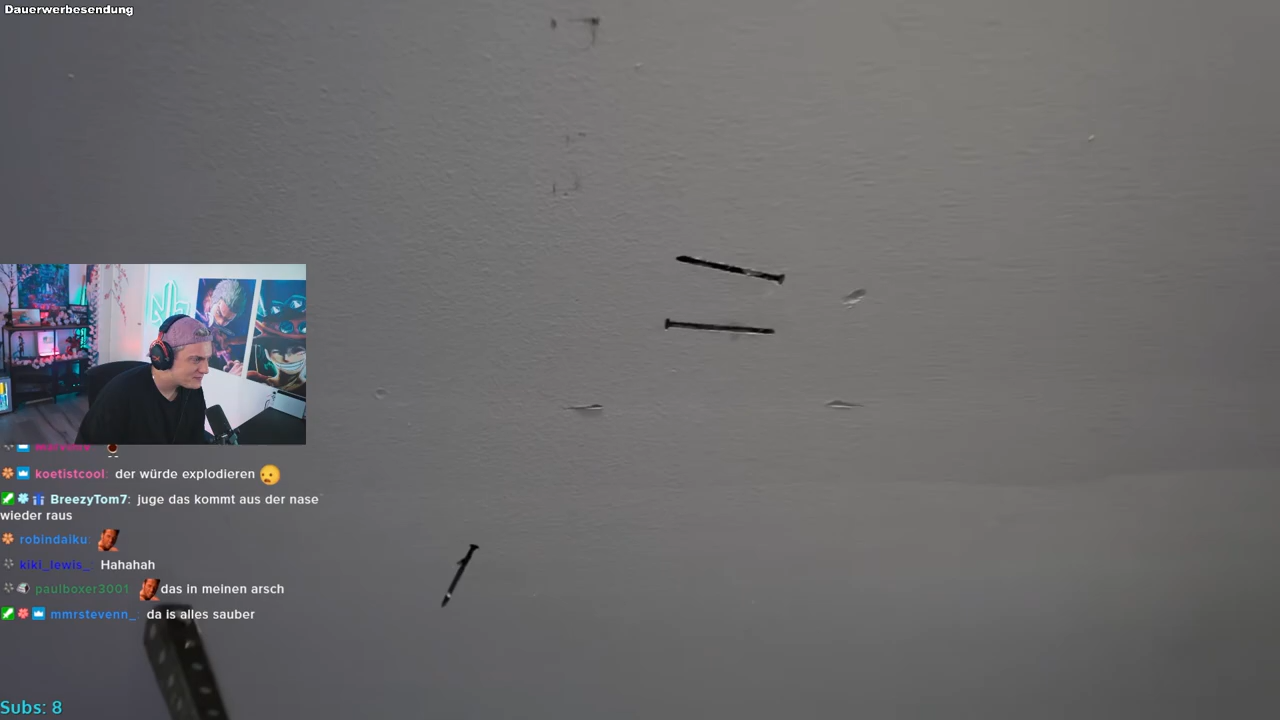 Dauerwerbesendung
koetistcool: der würde explodieren
BreezyTom7: juge das kommt aus der nase
wieder raus
robindaiku:
kiki_lewis_: Hahahah
paulboxer3001 das in meinen arsch
mmrstevenn_: da is alles sauber
Subs: 8